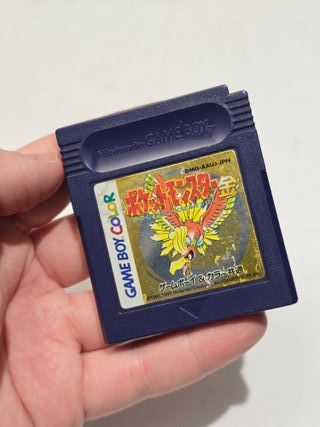 Nintendo GAME BOY
DMG-AAUJ-JPN
ポケットモンスター金
GAME BOY COLOR
ゲームボーイ&カラー共通